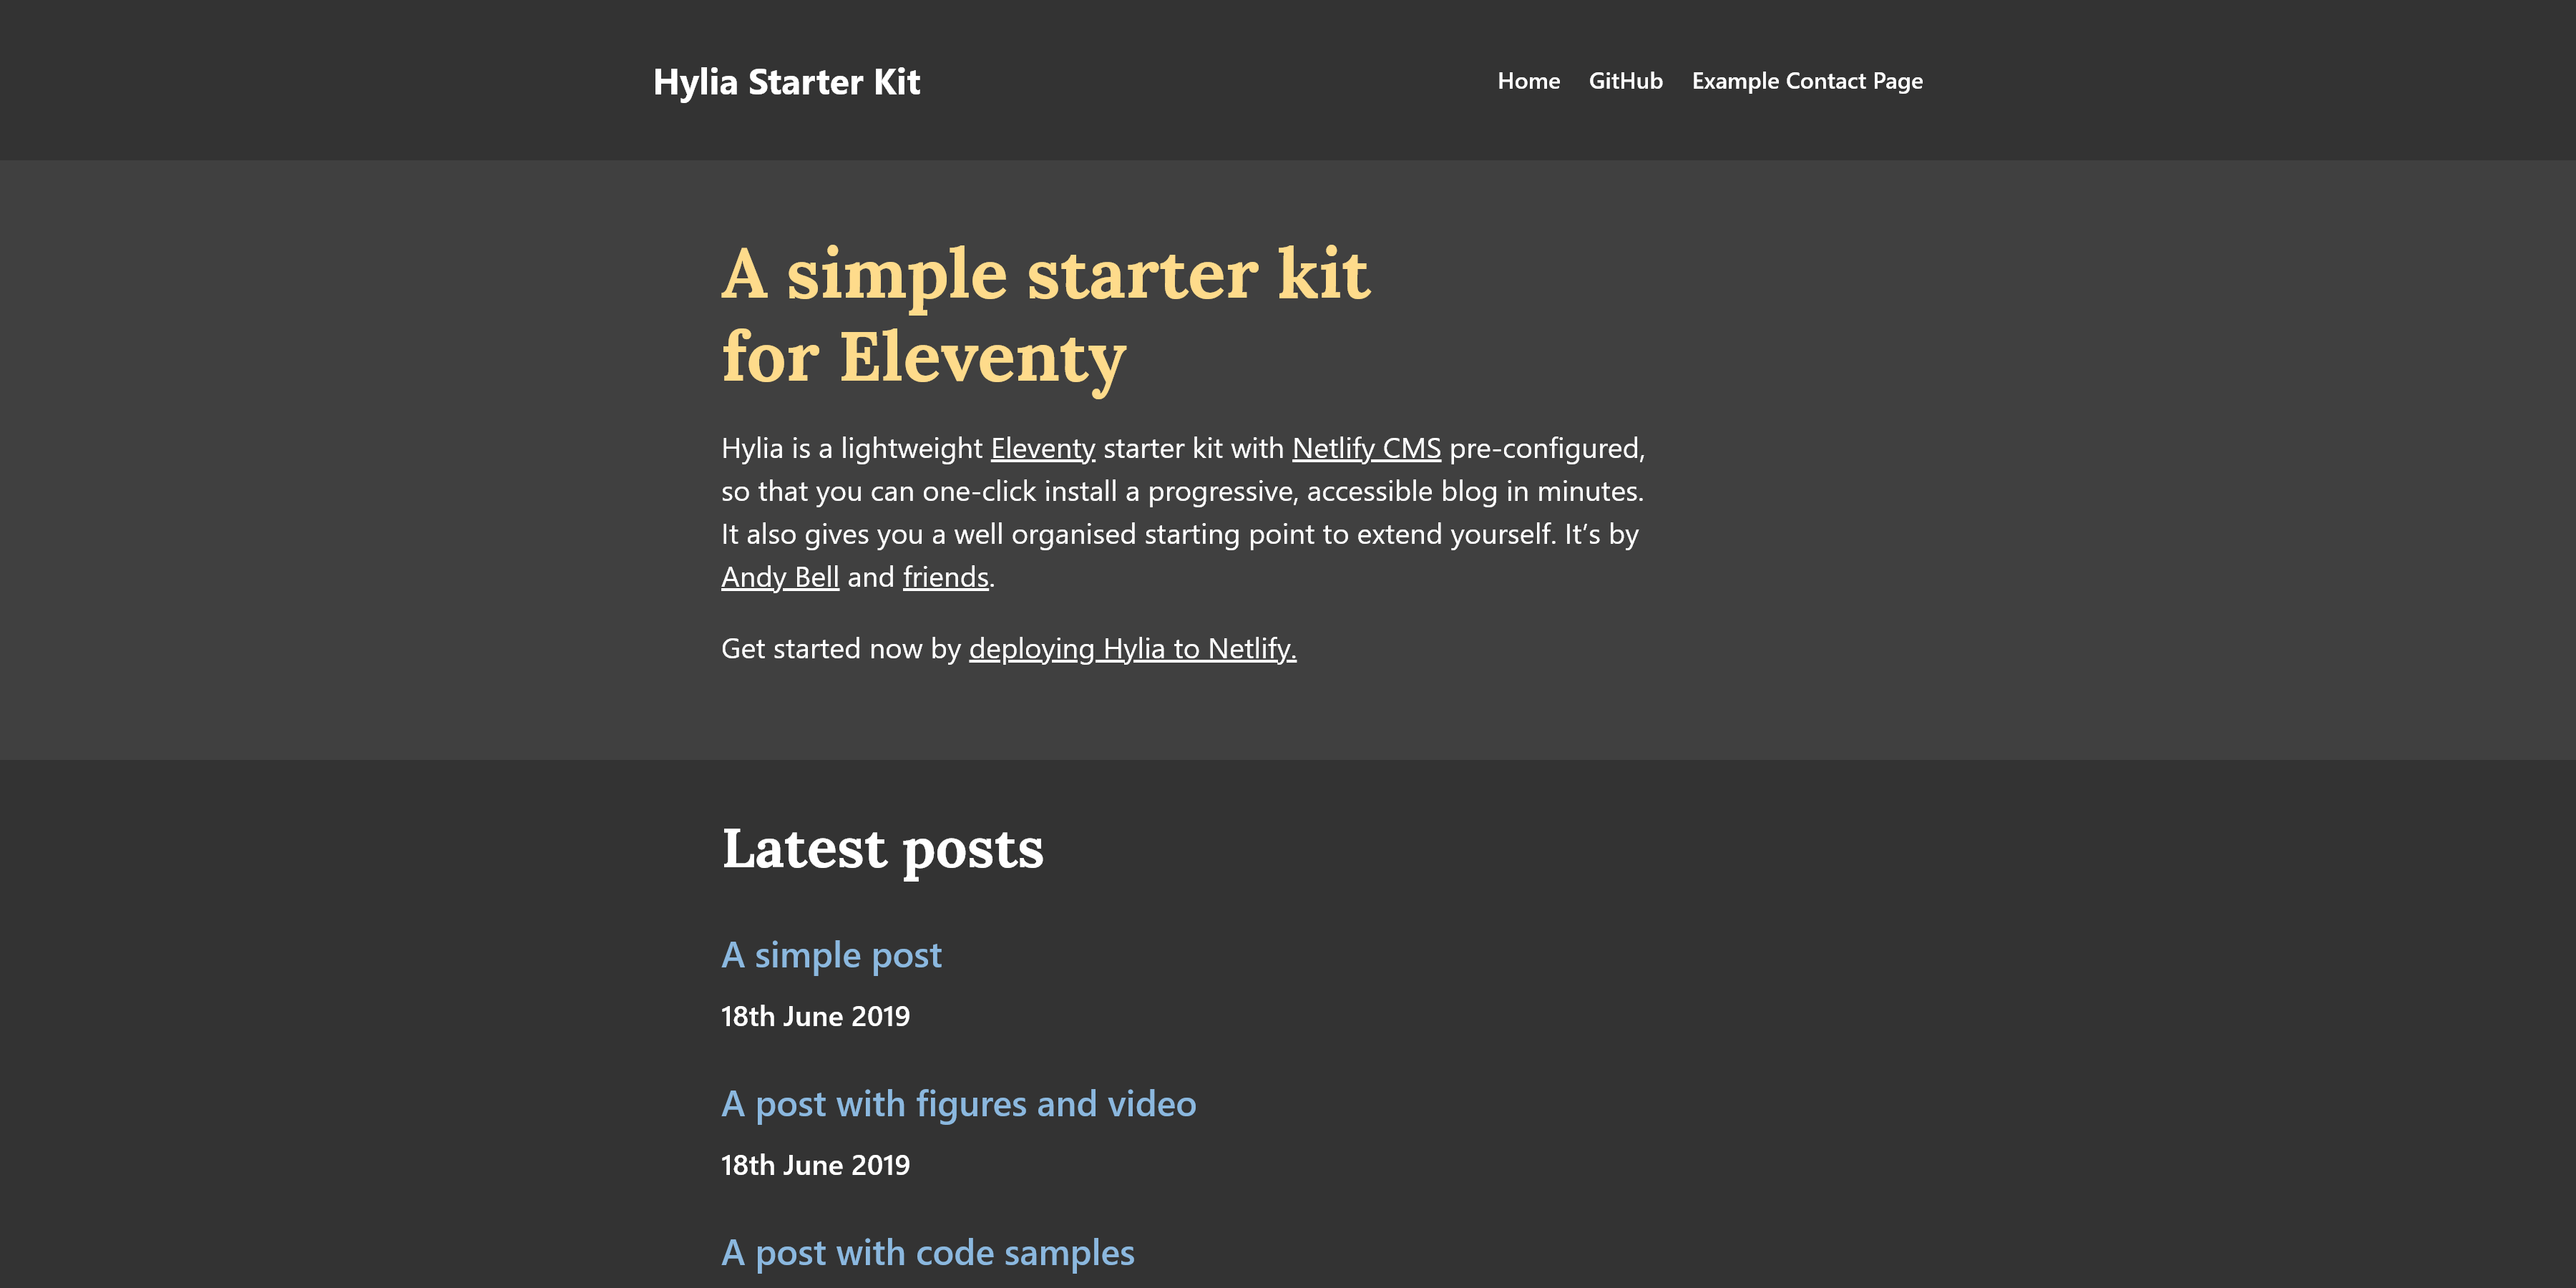 Hylia Starter Kit
Home GitHub Example Contact Page
A simple starter kit
for Eleventy
Hylia is a lightweight Eleventy starter kit with Netlify CMS pre-configured,
so that you can one-click install a progressive, accessible blog in minutes.
It also gives you a well organised starting point to extend yourself. It’s by
Andy Bell and friends.
Get started now by deploying Hylia to Netlify.
Latest posts
A simple post
18th June 2019
A post with figures and video
18th June 2019
A post with code samples